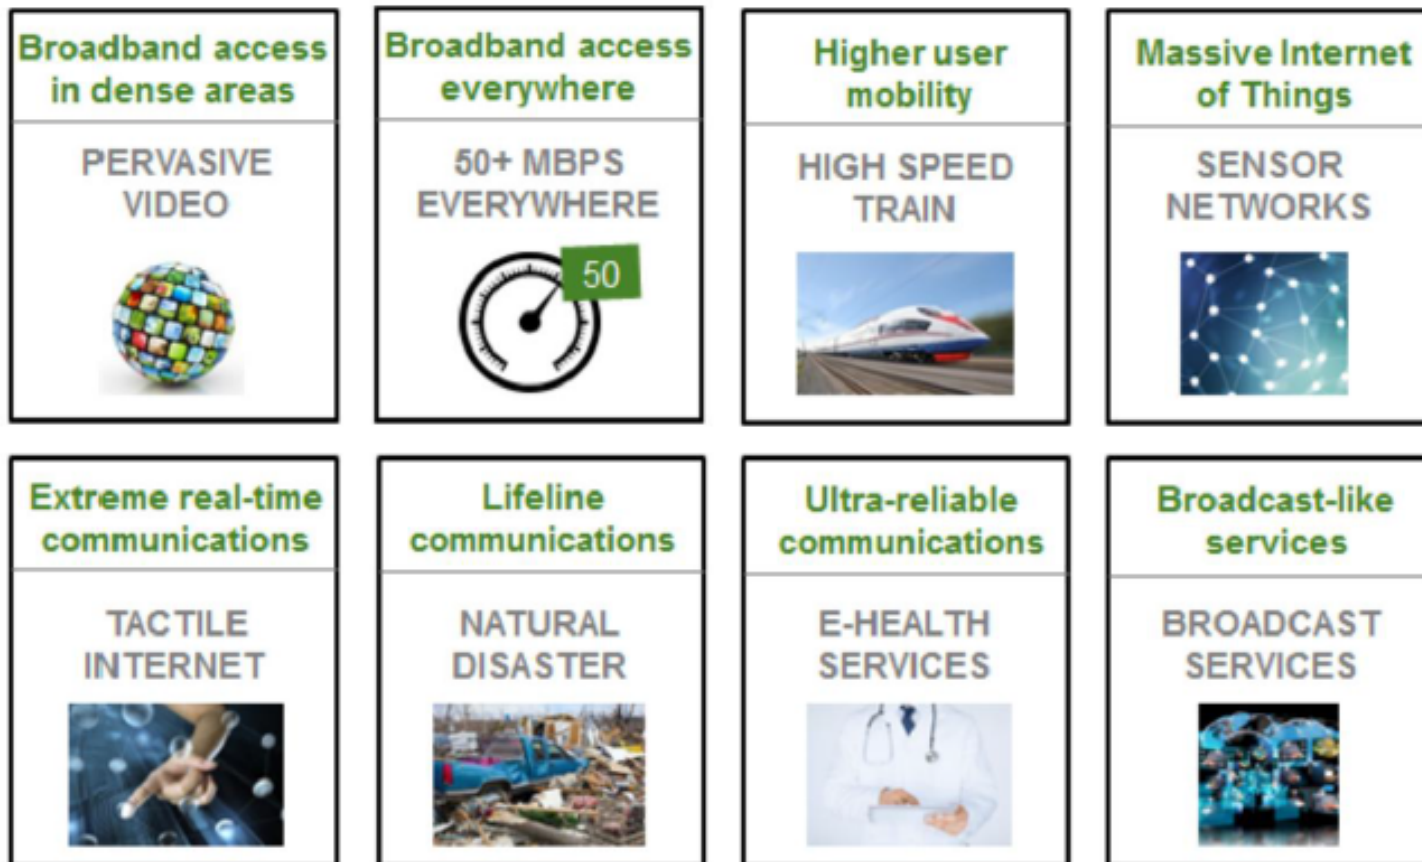 Broadband access
in dense areas
PERVASIVE
VIDEO
Broadband access
everywhere
50+ MBPS
EVERYWHERE
50
Higher user
mobility
HIGH SPEED
TRAIN
Massive Internet
of Things
SENSOR
NETWORKS
Extreme real-time
communications
TACTILE
INTERNET
Lifeline
communications
NATURAL
DISASTER
Ultra-reliable
communications
E-HEALTH
SERVICES
Broadcast-like
services
BROADCAST
SERVICES